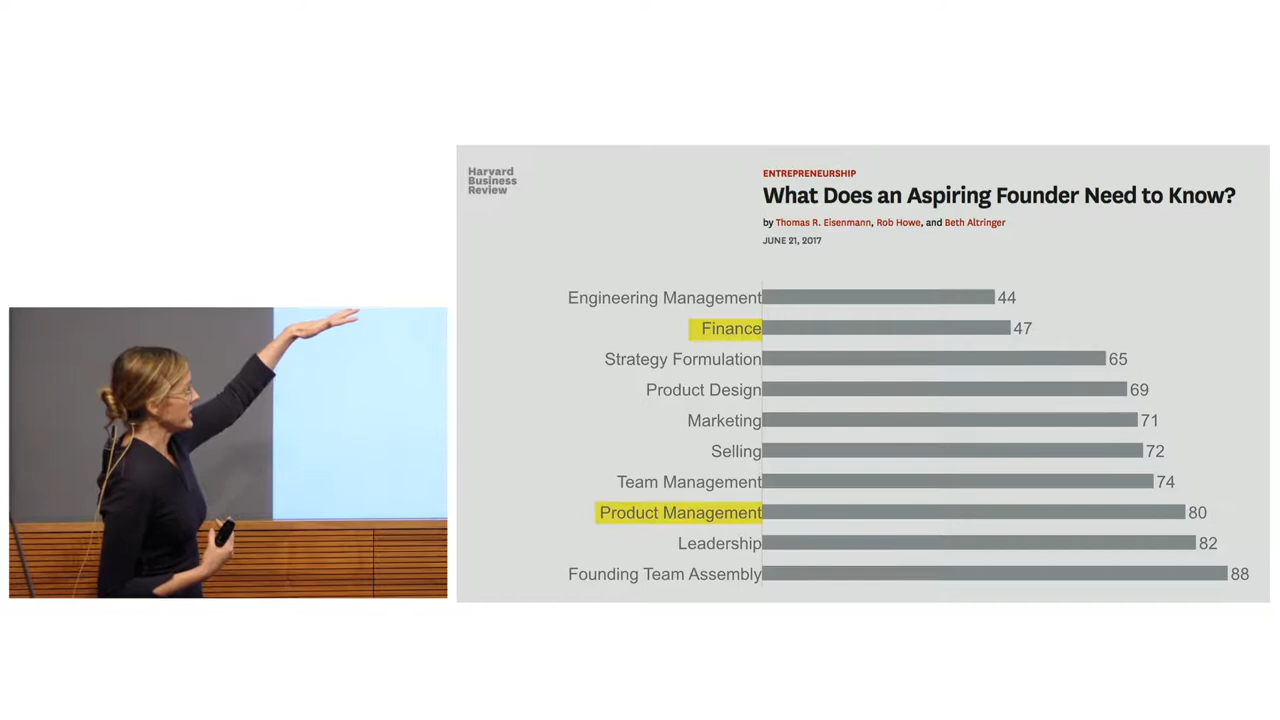 Harvard
Business
Review
ENTREPRENEURSHIP
What Does an Aspiring Founder Need to Know?
by Thomas R. Eisenmann, Rob Howe, and Beth Altringer
JUNE 21, 2017
Engineering Management 44
Finance 47
Strategy Formulation 65
Product Design 69
Marketing 71
Selling 72
Team Management 74
Product Management 80
Leadership 82
Founding Team Assembly 88